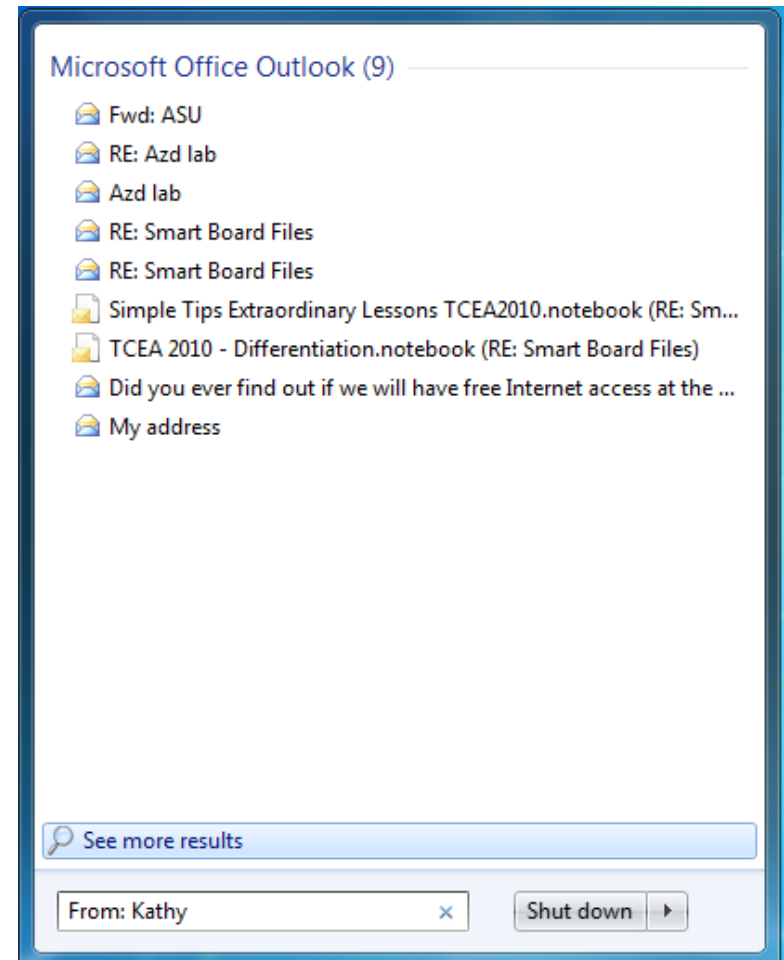 Microsoft Office Outlook (9)
Fwd: ASU
RE: Azd lab
Azd lab
RE: Smart Board Files
RE: Smart Board Files
Simple Tips Extraordinary Lessons TCEA2010.notebook (RE: Sm...
TCEA 2010 - Differentiation.notebook (RE: Smart Board Files)
Did you ever find out if we will have free Internet access at the ...
My address
See more results
From: Kathy
Shut down